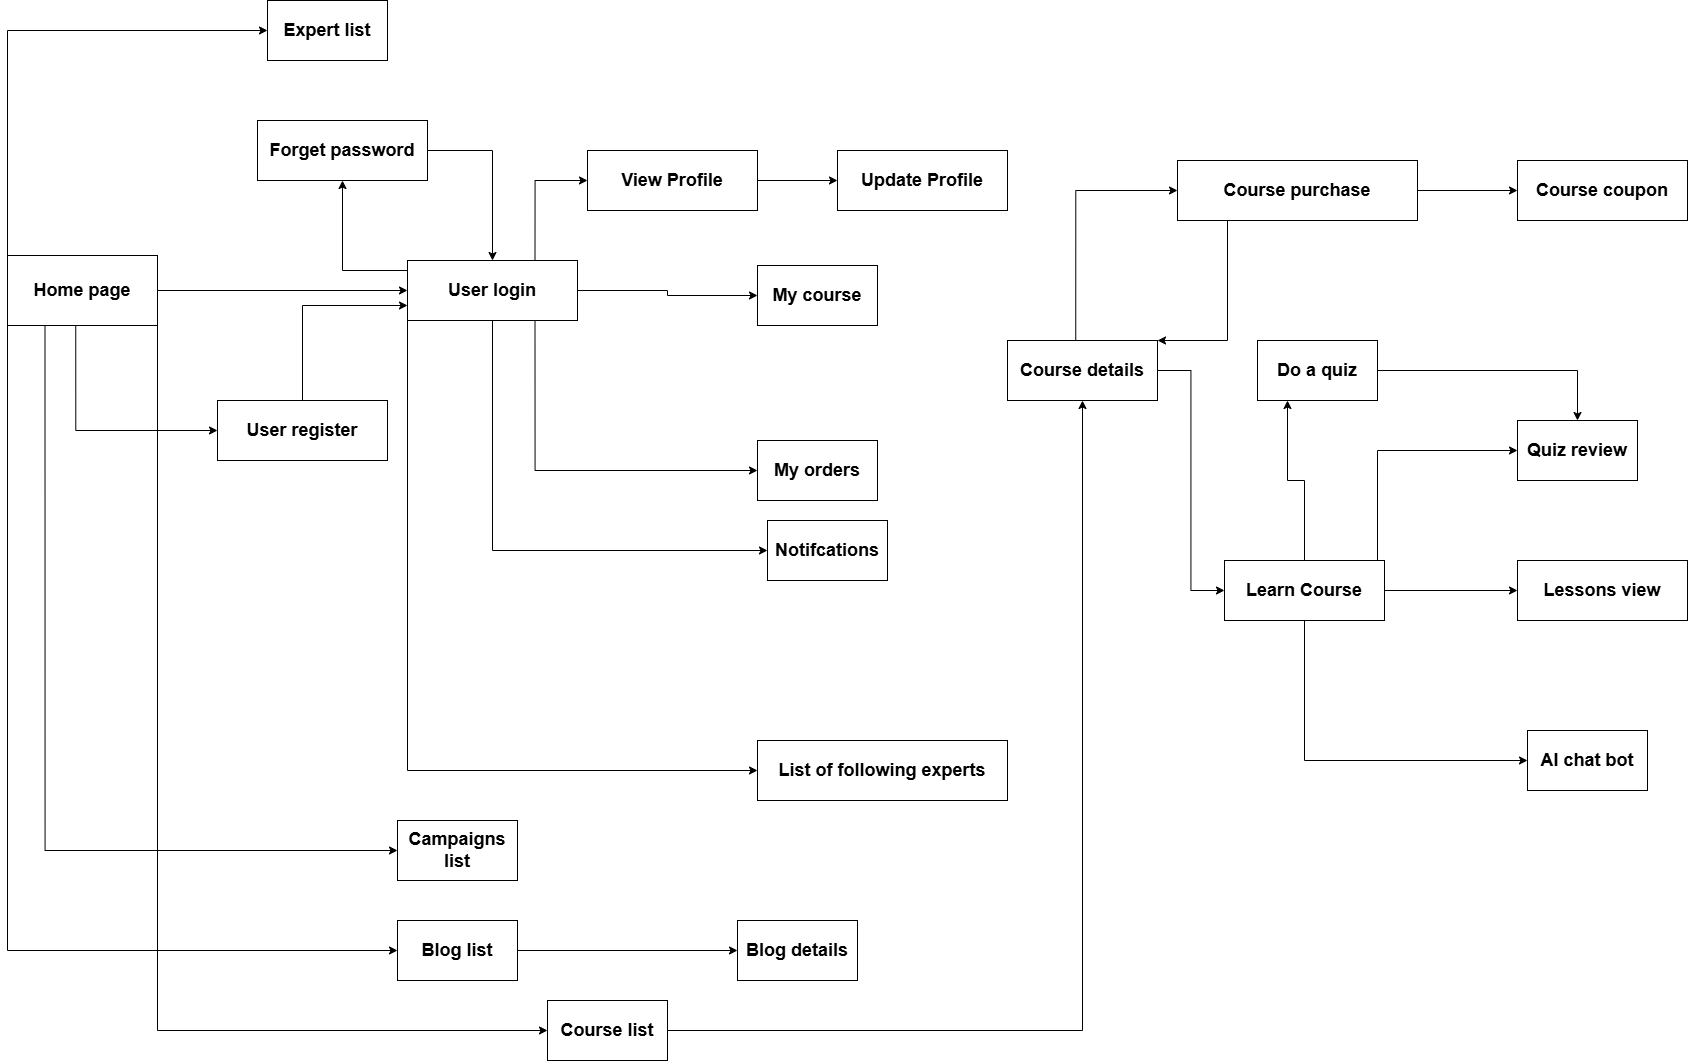 Expert list
Forget password
View Profile
Update Profile
Course purchase
Course coupon
Home page
User login
My course
Course details
Do a quiz
User register
Quiz review
My orders
Notifcations
Learn Course
Lessons view
List of following experts
AI chat bot
Campaigns
list
Blog list
Blog details
Course list